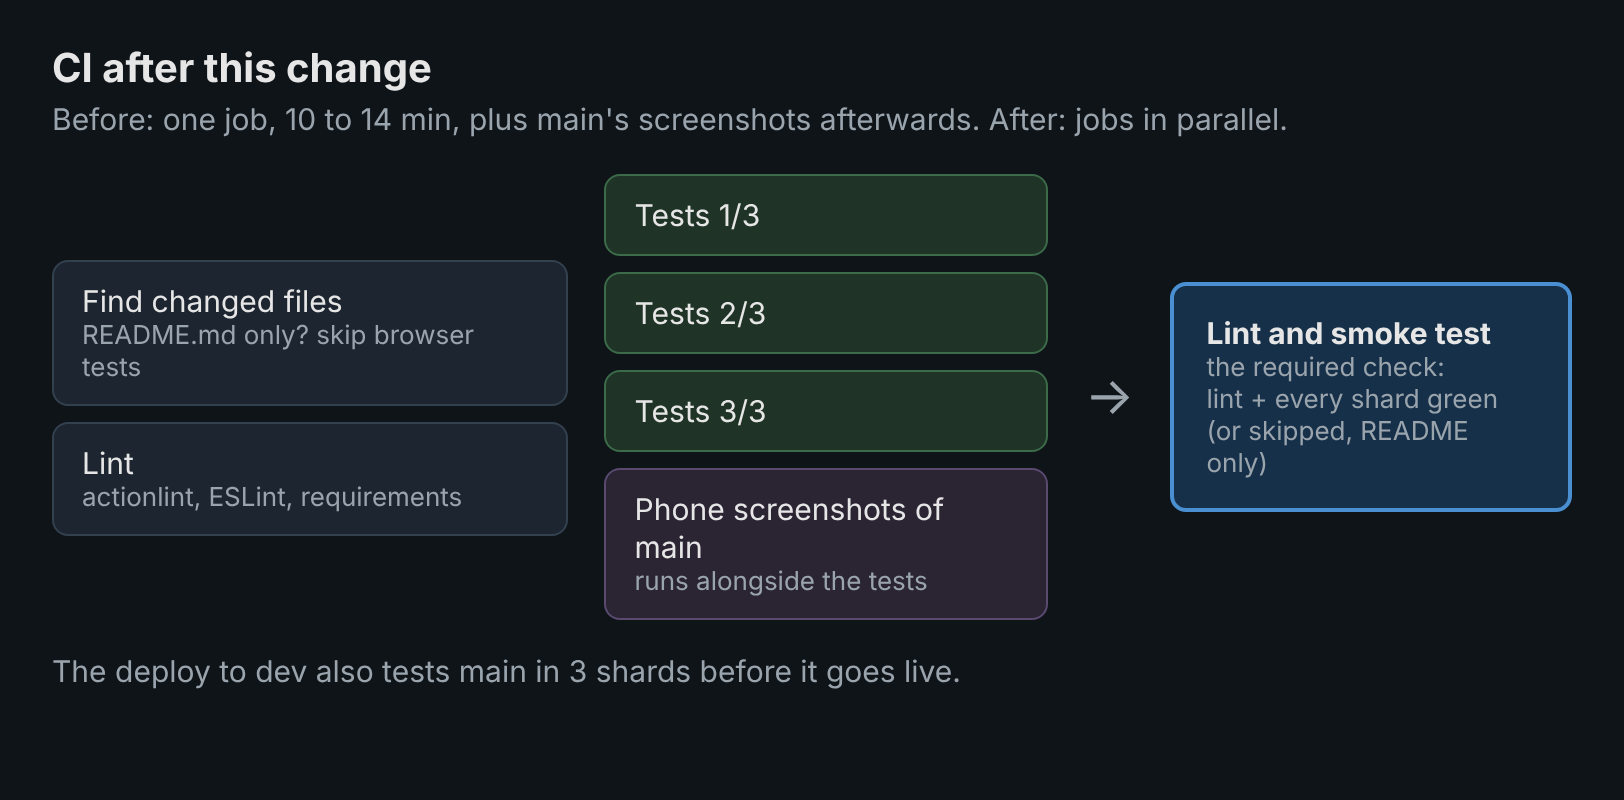 CI after this change
Before: one job, 10 to 14 min, plus main's screenshots afterwards. After: jobs in parallel.
Find changed files
README.md only? skip browser
tests
Lint
actionlint, ESLint, requirements
Tests 1/3
Tests 2/3
Tests 3/3
Phone screenshots of
main
runs alongside the tests
→
Lint and smoke test
the required check:
lint + every shard green
(or skipped, README
only)
The deploy to dev also tests main in 3 shards before it goes live.